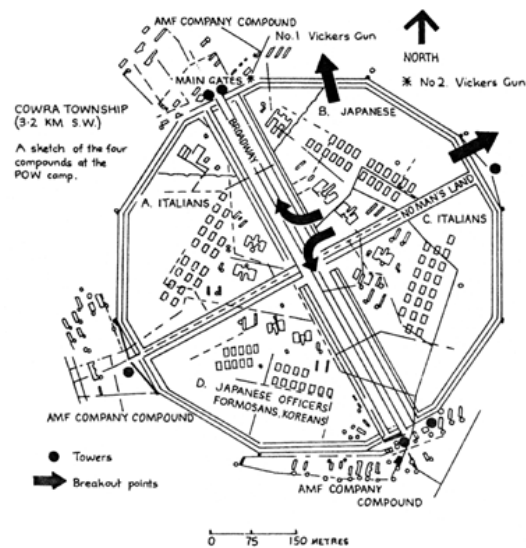 AMF COMPANY COMPOUND
No.1 Vickers Gun
NORTH
* No 2. Vickers Gun
MAIN GATES *
COWRA TOWNSHIP
(3·2 KM S.W.)
A sketch of the four
compounds at the
POW camp.
BROADWAY
B. JAPANESE
A. ITALIANS
NO MAN'S LAND
C. ITALIANS
D. JAPANESE OFFICERS
FORMOSANS, KOREANS
AMF COMPANY COMPOUND
AMF COMPANY
COMPOUND
Towers
Breakout points
0 75 150 METRES